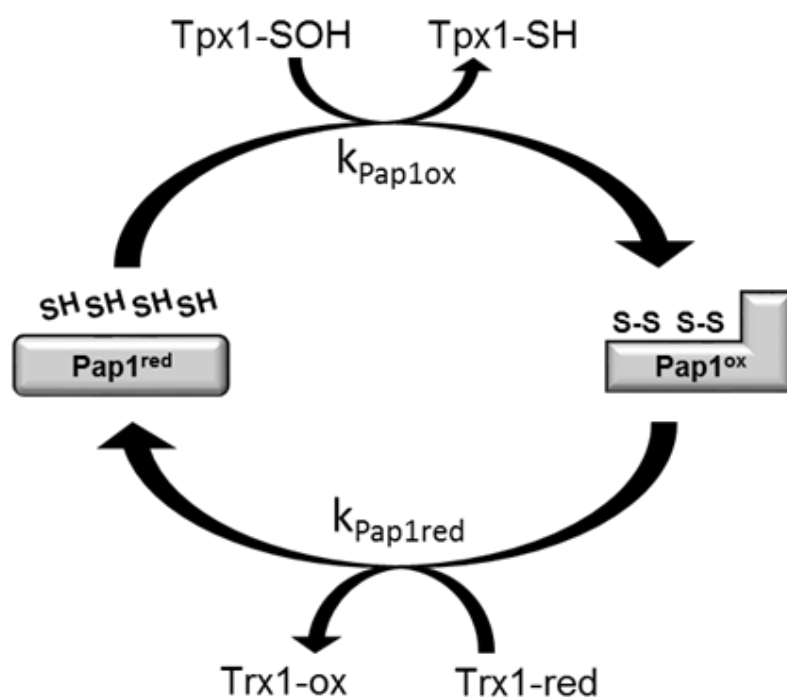 Tpx1-SOH Tpx1-SH
kPap1ox
SH SH SH SH
S-S S-S
Pap1red
Pap1ox
kPap1red
Trx1-ox Trx1-red